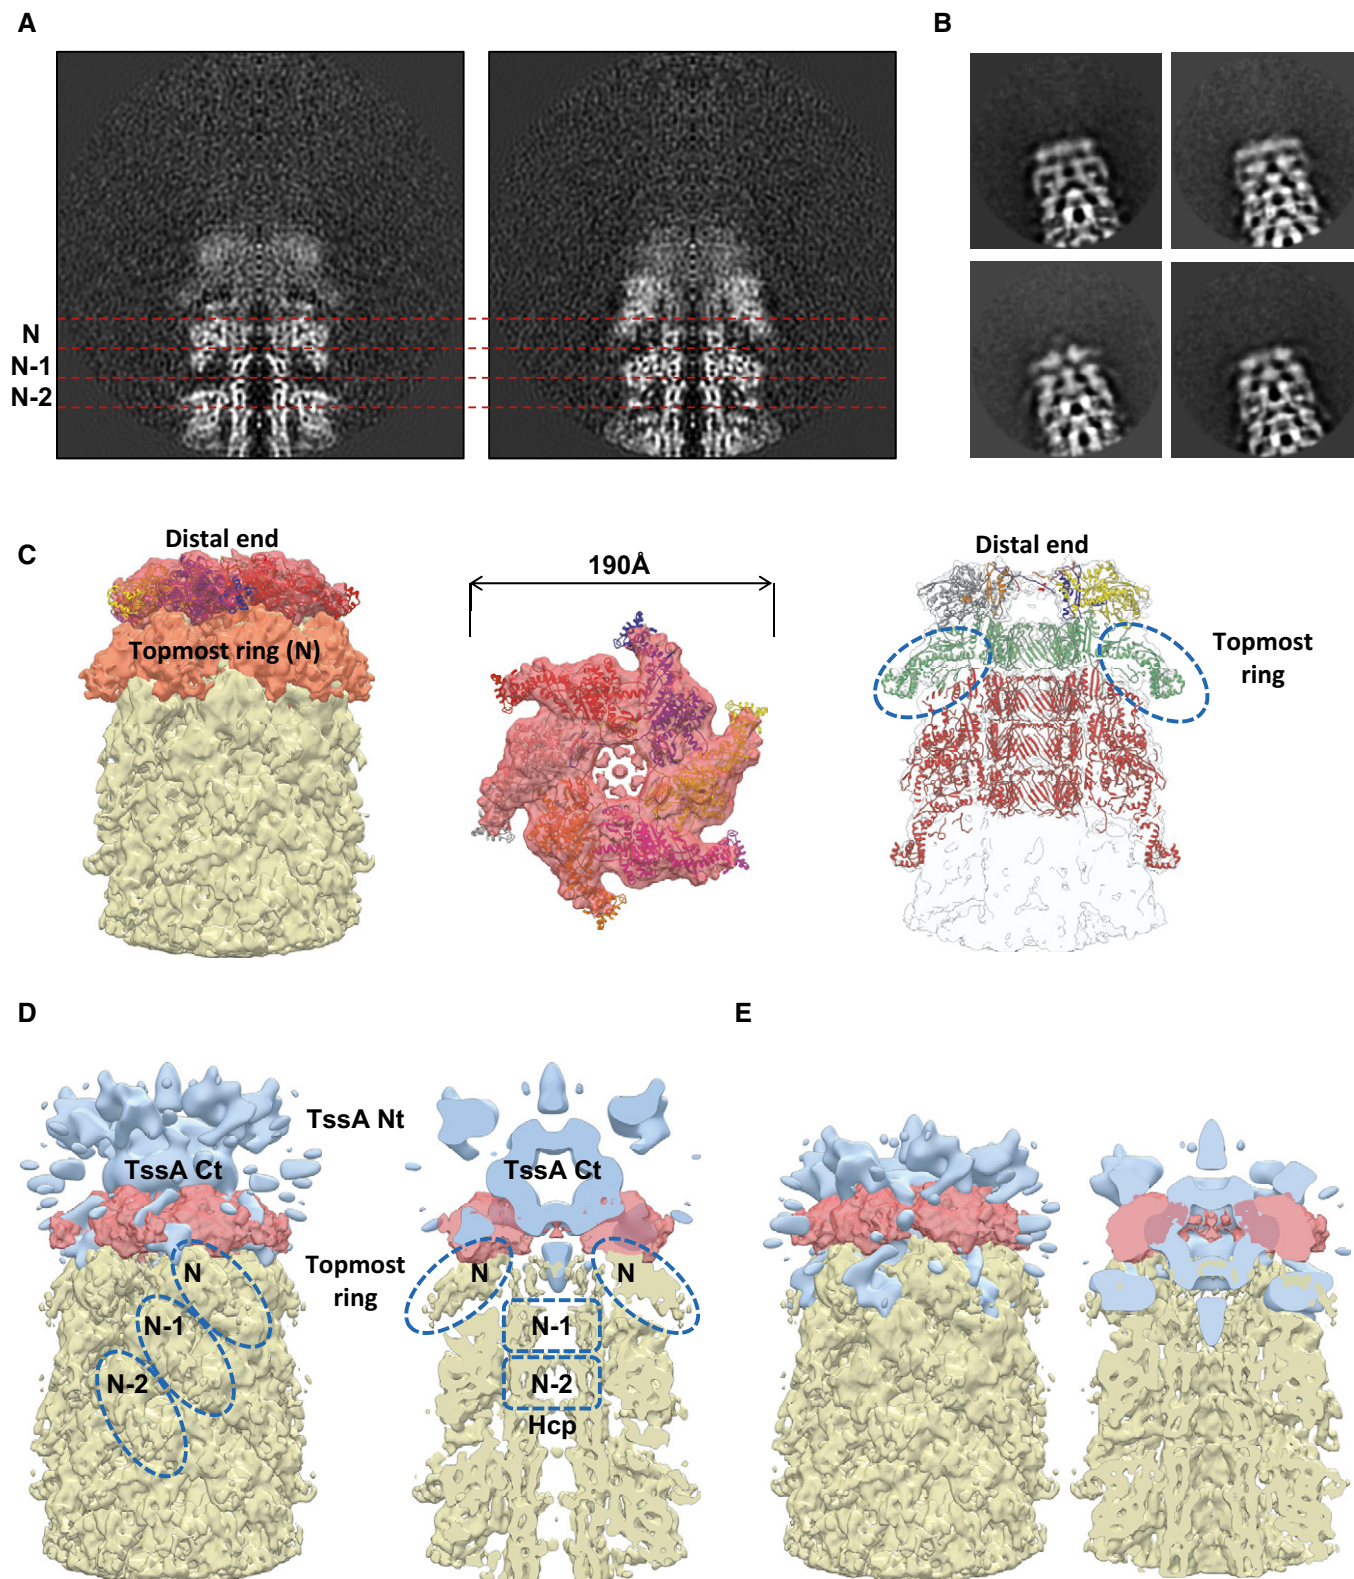 A
B
N
N-1
N-2
C
Distal end
Topmost ring (N)
190Å
Distal end
Topmost
ring
D
E
TssA Nt
TssA Ct
TssA Ct
Topmost
ring
N
N-1
N-2
N
N
N-1
N-2
Hcp